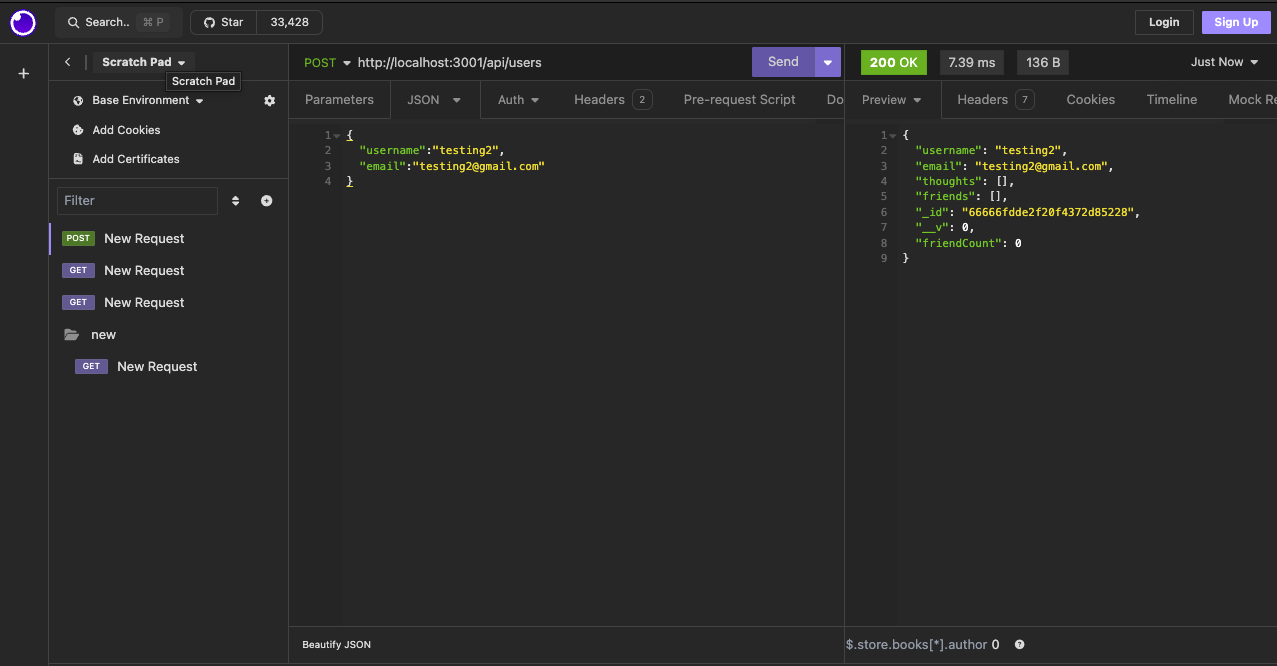 Search.. ⌘ P
Star 33,428
Login
Sign Up
Scratch Pad
Scratch Pad
Base Environment
Add Cookies
Add Certificates
Filter
POST New Request
GET New Request
GET New Request
new
GET New Request
POST http://localhost:3001/api/users
Send
Parameters JSON Auth Headers 2 Pre-request Script Do
1 {
2 "username":"testing2",
3 "email":"testing2@gmail.com"
4 }
Beautify JSON
200 OK 7.39 ms 136 B Just Now
Preview Headers 7 Cookies Timeline Mock Re
1 {
2 "username": "testing2",
3 "email": "testing2@gmail.com",
4 "thoughts": [],
5 "friends": [],
6 "_id": "66666fdde2f20f4372d85228",
7 "__v": 0,
8 "friendCount": 0
9 }
$.store.books[*].author 0